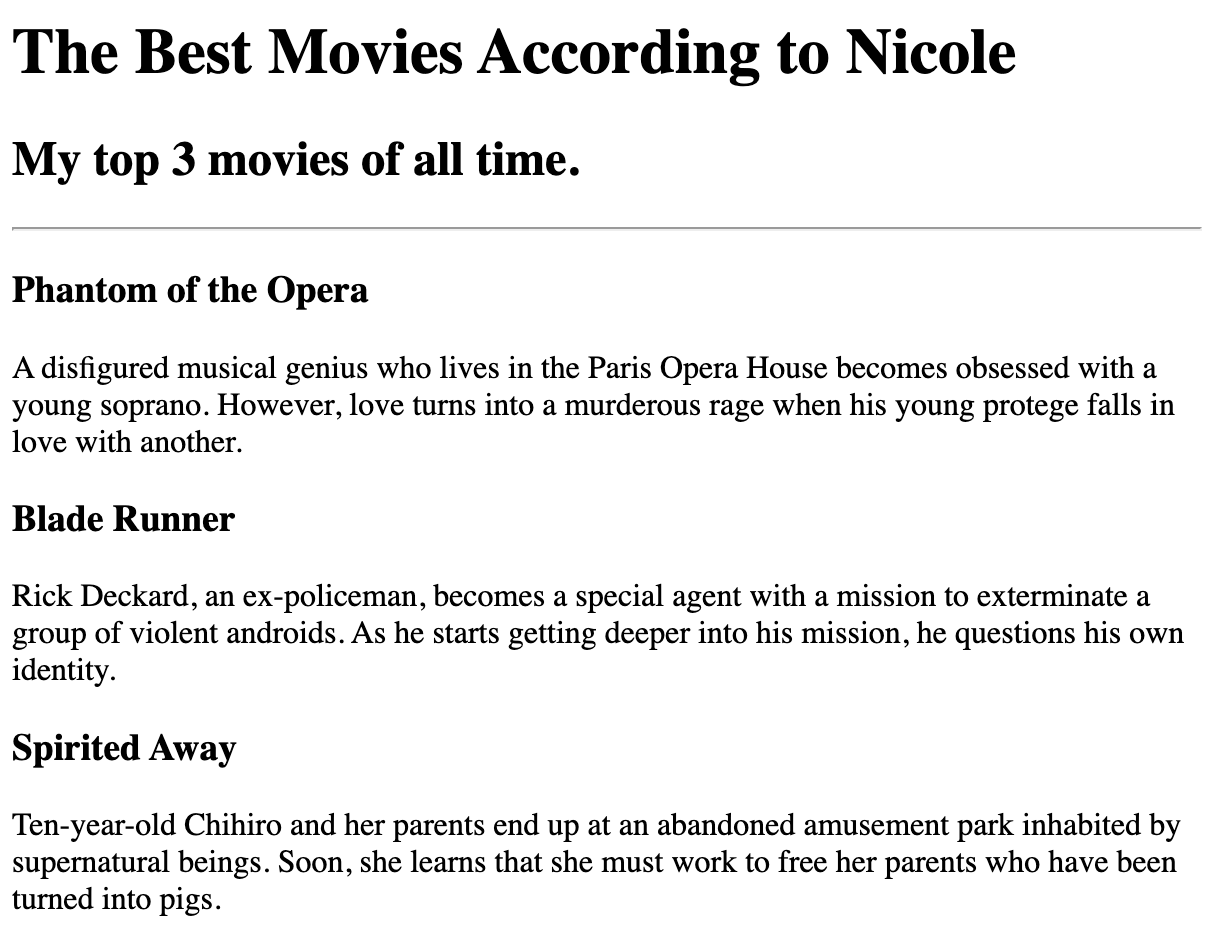 The Best Movies According to Nicole
My top 3 movies of all time.
Phantom of the Opera
A disfigured musical genius who lives in the Paris Opera House becomes obsessed with a
young soprano. However, love turns into a murderous rage when his young protege falls in
love with another.
Blade Runner
Rick Deckard, an ex-policeman, becomes a special agent with a mission to exterminate a
group of violent androids. As he starts getting deeper into his mission, he questions his own
identity.
Spirited Away
Ten-year-old Chihiro and her parents end up at an abandoned amusement park inhabited by
supernatural beings. Soon, she learns that she must work to free her parents who have been
turned into pigs.